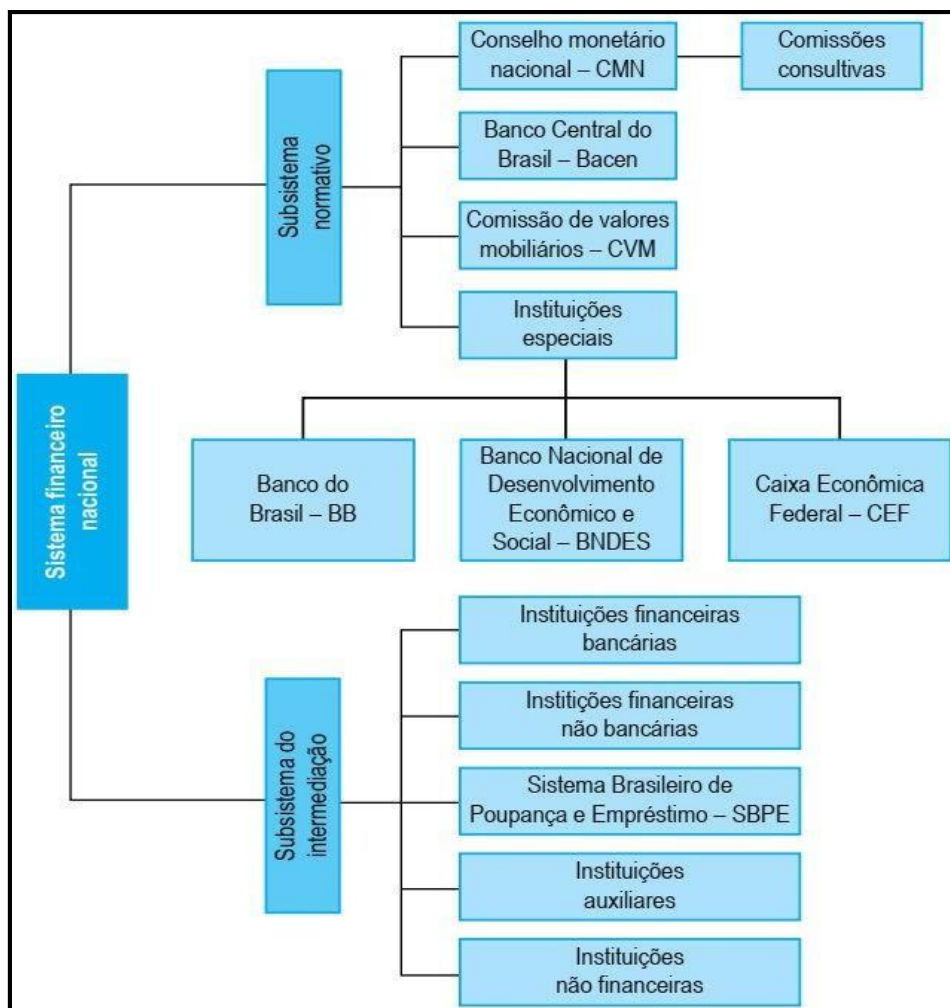 Conselho monetário
nacional – CMN
Comissões
consultivas
Subsistema
normativo
Banco Central do
Brasil – Bacen
Comissão de valores
mobiliários – CVM
Instituições
especiais
Sistema financeiro
nacional
Banco do
Brasil – BB
Banco Nacional de
Desenvolvimento
Econômico e
Social – BNDES
Caixa Econômica
Federal – CEF
Subsistema do
intermediação
Instituições financeiras
bancárias
Institições financeiras
não bancárias
Sistema Brasileiro de
Poupança e Empréstimo – SBPE
Instituições
auxiliares
Instituições
não financeiras